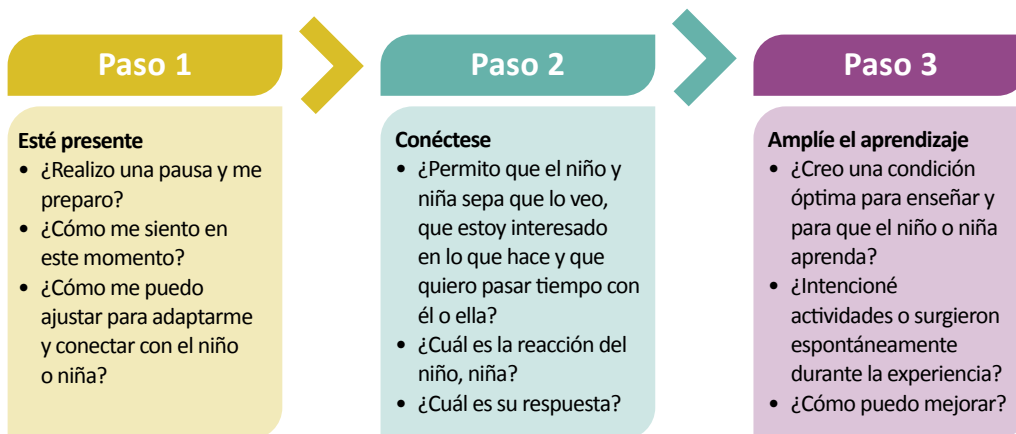 Paso 1
Esté presente
• ¿Realizo una pausa y me
preparo?
• ¿Cómo me siento en
este momento?
• ¿Cómo me puedo
ajustar para adaptarme
y conectar con el niño
o niña?
Paso 2
Conéctese
• ¿Permito que el niño y
niña sepa que lo veo,
que estoy interesado
en lo que hace y que
quiero pasar tiempo con
él o ella?
• ¿Cuál es la reacción del
niño, niña?
• ¿Cuál es su respuesta?
Paso 3
Amplíe el aprendizaje
• ¿Creo una condición
óptima para enseñar y
para que el niño o niña
aprenda?
• ¿Intencioné
actividades o surgieron
espontáneamente
durante la experiencia?
• ¿Cómo puedo mejorar?